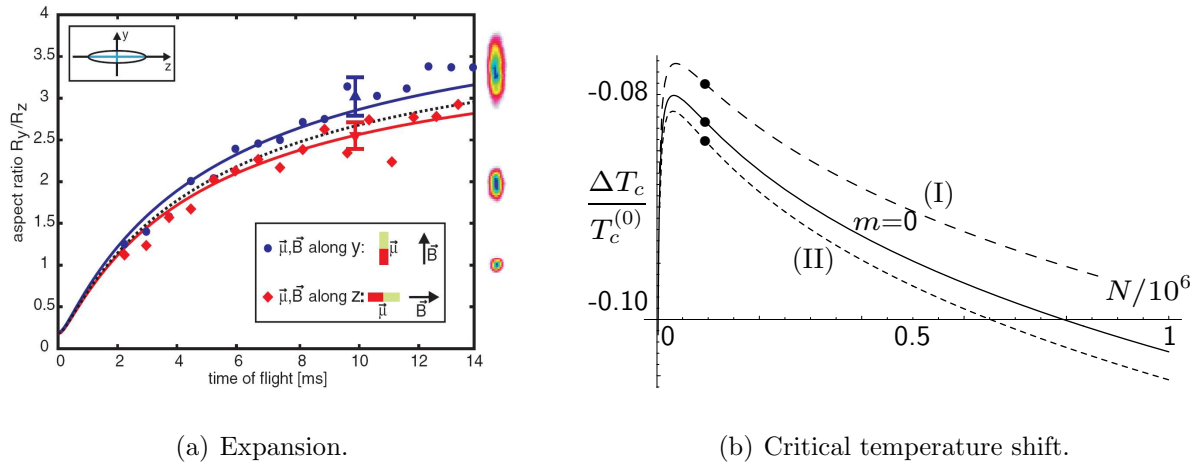 4
3.5
3
2.5
2
1.5
1
0.5
0
0 2 4 6 8 10 12 14
aspect ratio R_y/R_z
time of flight [ms]
y
z
μ⃗,B⃗ along y: μ⃗ B⃗
μ⃗,B⃗ along z: μ⃗ B⃗
(a) Expansion.
-0.08
-0.10
ΔT_c
T_c^{(0)}
(I)
m=0
(II)
N/10^6
0 0.5 1
(b) Critical temperature shift.